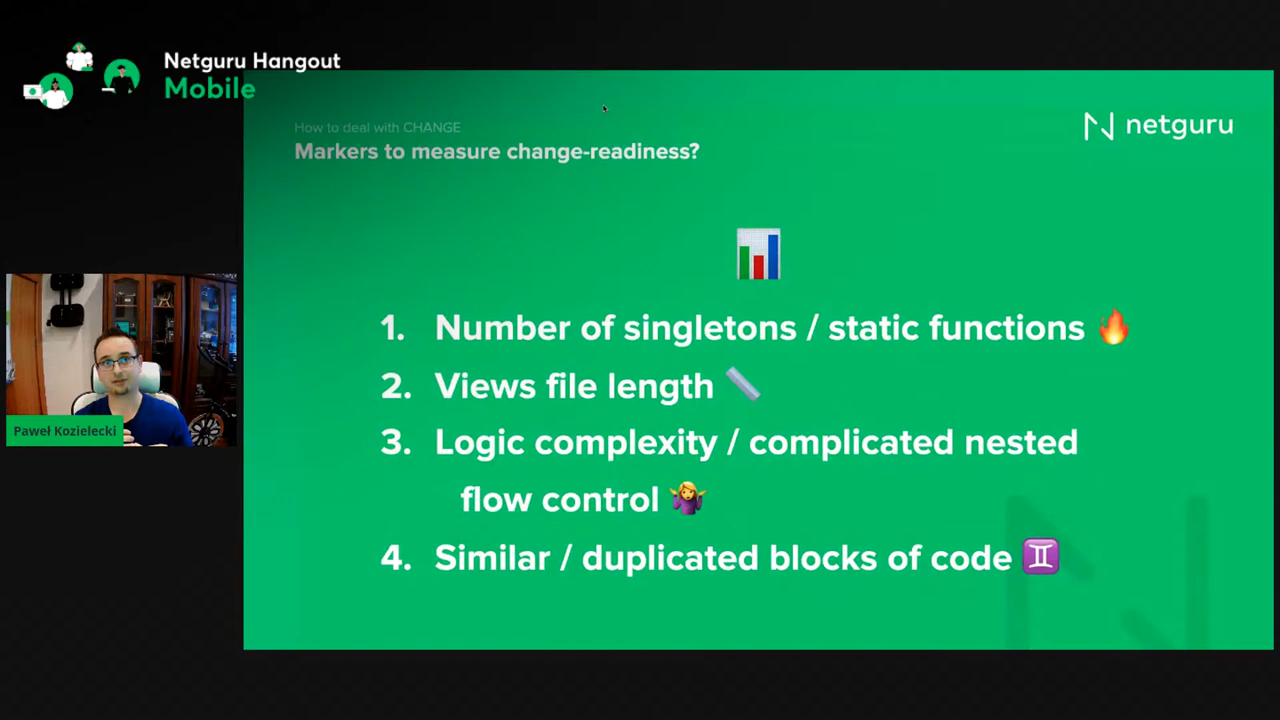 Netguru Hangout
Mobile
How to deal with CHANGE
Markers to measure change-readiness?
netguru
1. Number of singletons / static functions 🔥
2. Views file length 📏
3. Logic complexity / complicated nested
flow control 🤷‍♀️
4. Similar / duplicated blocks of code ♊
Paweł Kozielecki